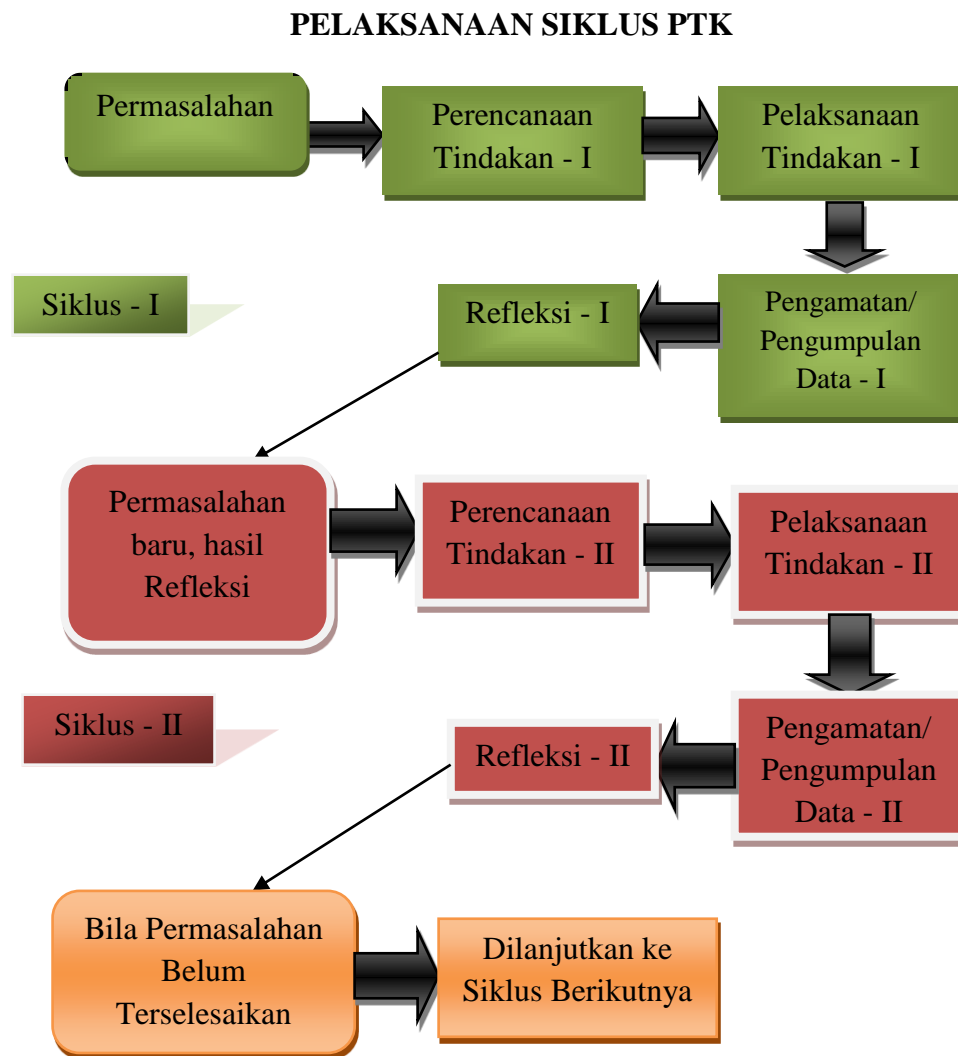 PELAKSANAAN SIKLUS PTK
Permasalahan
Perencanaan
Tindakan - I
Pelaksanaan
Tindakan - I
Siklus - I
Refleksi - I
Pengamatan/
Pengumpulan
Data - I
Permasalahan
baru, hasil
Refleksi
Perencanaan
Tindakan - II
Pelaksanaan
Tindakan - II
Siklus - II
Refleksi - II
Pengamatan/
Pengumpulan
Data - II
Bila Permasalahan
Belum
Terselesaikan
Dilanjutkan ke
Siklus Berikutnya